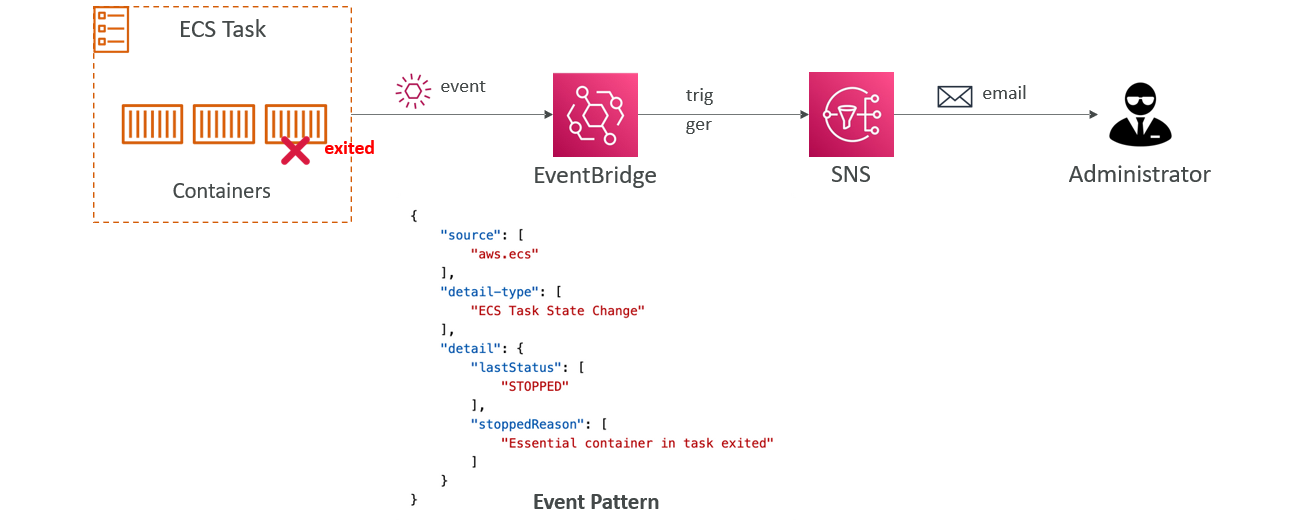 ECS Task
event
trig
ger
email
exited
Containers
EventBridge
SNS
Administrator
{
    "source": [
        "aws.ecs"
    ],
    "detail-type": [
        "ECS Task State Change"
    ],
    "detail": {
        "lastStatus": [
            "STOPPED"
        ],
        "stoppedReason": [
            "Essential container in task exited"
        ]
    }
}
Event Pattern